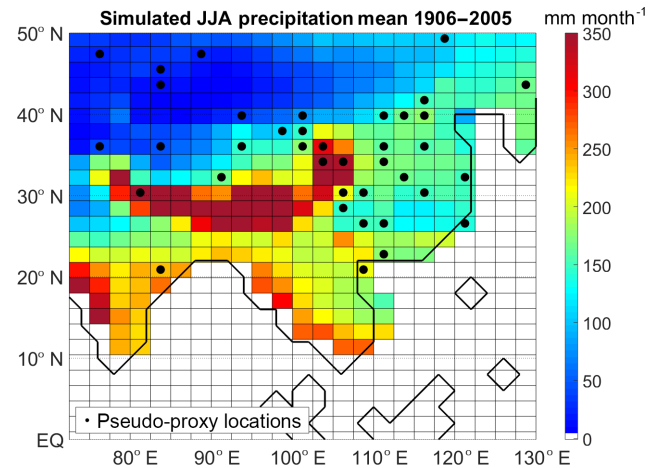 Simulated JJA precipitation mean 1906–2005
mm month⁻¹
50° N
40° N
30° N
20° N
10° N
EQ
80° E
90° E
100° E
110° E
120° E
130° E
350
300
250
200
150
100
50
0
Pseudo-proxy locations